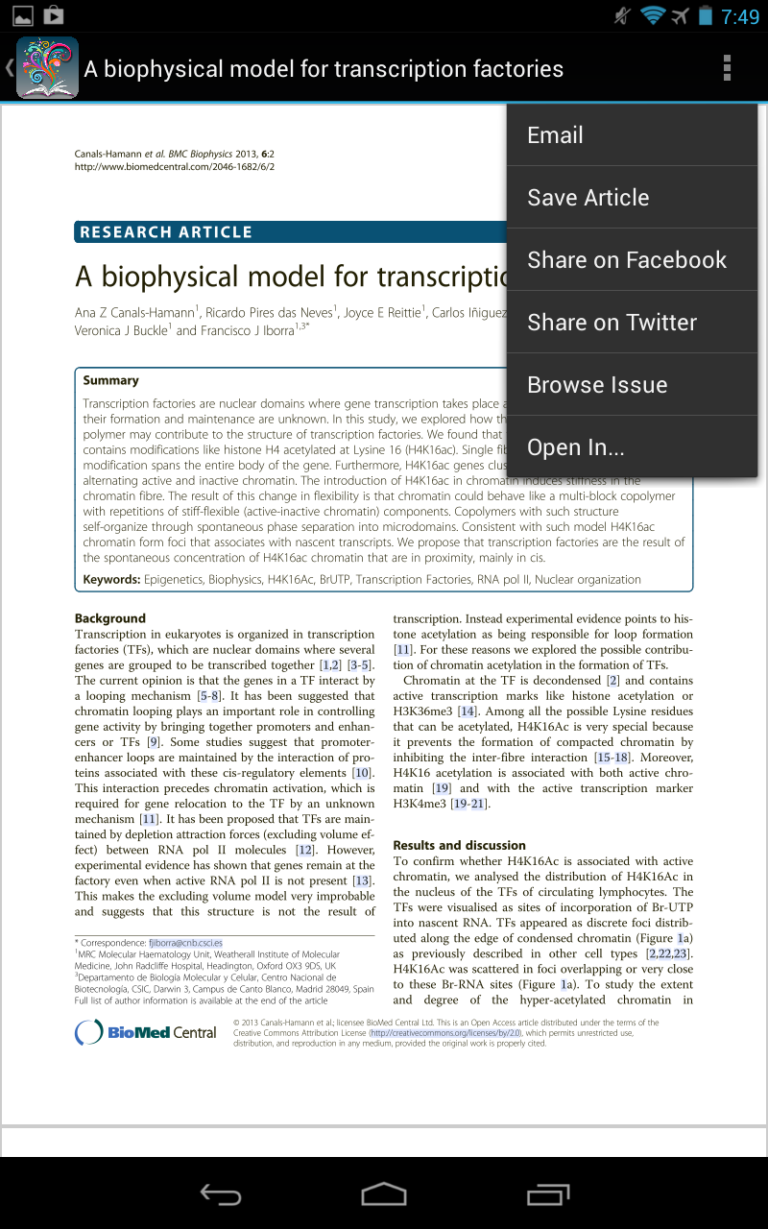 7:49
A biophysical model for transcription factories
Email
Save Article
Share on Facebook
Share on Twitter
Browse Issue
Open In...
Canals-Hamann et al. BMC Biophysics 2013, 6:2
http://www.biomedcentral.com/2046-1682/6/2
RESEARCH ARTICLE
A biophysical model for
Ana Z Canals-Hamann1, Ricardo Pires das Neves1, Joyce E Reittie1, Carlos Iñiguez
Veronica J Buckle1 and Francisco J Iborra1,3*
Summary
Transcription factories are nuclear domains where gene transcription takes place
their formation and maintenance are unknown. In this study, we explored how
polymer may contribute to the structure of transcription factories. We found that
contains modifications like histone H4 acetylated at Lysine 16 (H4K16ac). Single
modification spans the entire body of the gene. Furthermore, H4K16ac genes
alternating active and inactive chromatin. The introduction of H4K16ac in chromatin induces stiffness in the
chromatin fibre. The result of this change in flexibility is that chromatin could behave like a multi-block copolymer
with repetitions of stiff-flexible (active-inactive chromatin) components. Copolymers with such structure
self-organize through spontaneous phase separation into microdomains. Consistent with such model H4K16ac
chromatin form foci that associates with nascent transcripts. We propose that transcription factories are the result of
the spontaneous concentration of H4K16ac chromatin that are in proximity, mainly in cis.
Keywords: Epigenetics, Biophysics, H4K16Ac, BrUTP, Transcription Factories, RNA pol II, Nuclear organization
Background
Transcription in eukaryotes is organized in transcription
factories (TFs), which are nuclear domains where several
genes are grouped to be transcribed together [1,2] [3-5].
The current opinion is that the genes in a TF interact by
a looping mechanism [5-8]. It has been suggested that
chromatin looping plays an important role in controlling
gene activity by bringing together promoters and enhan-
cers or TFs [9]. Some studies suggest that promoter-
enhancer loops are maintained by the interaction of pro-
teins associated with these cis-regulatory elements [10].
This interaction precedes chromatin activation, which is
required for gene relocation to the TF by an unknown
mechanism [11]. It has been proposed that TFs are main-
tained by depletion attraction forces (excluding volume ef-
fect) between RNA pol II molecules [12]. However,
experimental evidence has shown that genes remain at the
factory even when active RNA pol II is not present [13].
This makes the excluding volume model very improbable
and suggests that this structure is not the result of
transcription. Instead experimental evidence points to his-
tone acetylation as being responsible for loop formation
[11]. For these reasons we explored the possible contribu-
tion of chromatin acetylation in the formation of TFs.
Chromatin at the TF is decondensed [2] and contains
active transcription marks like histone acetylation or
H3K36me3 [14]. Among all the possible Lysine residues
that can be acetylated, H4K16Ac is very special because
it prevents the formation of compacted chromatin by
inhibiting the inter-fibre interaction [15-18]. Moreover,
H4K16 acetylation is associated with both active chro-
matin [19] and with the active transcription marker
H3K4me3 [19-21].
Results and discussion
To confirm whether H4K16Ac is associated with active
chromatin, we analysed the distribution of H4K16Ac in
the nucleus of the TFs of circulating lymphocytes. The
TFs were visualised as sites of incorporation of Br-UTP
into nascent RNA. TFs appeared as discrete foci distrib-
uted along the edge of condensed chromatin (Figure 1a)
as previously described in other cell types [2,22,23].
H4K16Ac was scattered in foci overlapping or very close
to these Br-RNA sites (Figure 1a). To study the extent
and degree of the hyper-acetylated chromatin in
* Correspondence: fjiborra@cnb.csci.es
1MRC Molecular Haematology Unit, Weatherall Institute of Molecular
Medicine, John Radcliffe Hospital, Headington, Oxford OX3 9DS, UK
3Departamento de Biología Molecular y Celular, Centro Nacional de
Biotecnología, CSIC, Darwin 3, Campus de Canto Blanco, Madrid 28049, Spain
Full list of author information is available at the end of the article
BioMed Central
© 2013 Canals-Hamann et al.; licensee BioMed Central Ltd. This is an Open Access article distributed under the terms of the
Creative Commons Attribution License (http://creativecommons.org/licenses/by/2.0), which permits unrestricted use,
distribution, and reproduction in any medium, provided the original work is properly cited.